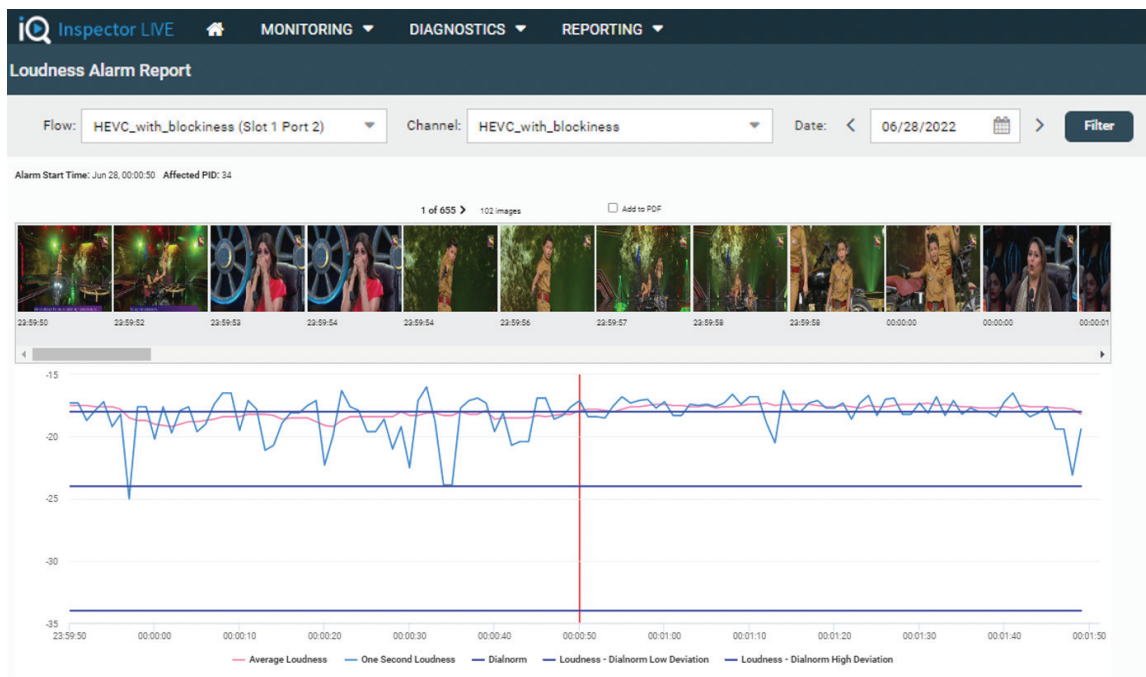 iQ Inspector LIVE MONITORING DIAGNOSTICS REPORTING
Loudness Alarm Report
Flow: HEVC_with_blockiness (Slot 1 Port 2) Channel: HEVC_with_blockiness Date: 06/28/2022 Filter
Alarm Start Time: Jun 28, 00:00:50 Affected PID: 34
1 of 655 102 images Add to PDF
23:59:50 23:59:52 23:59:53 23:59:54 23:59:54 23:59:56 23:59:57 23:59:58 23:59:58 00:00:00 00:00:00 00:00:01
-15
-20
-25
-30
-35
23:59:50 00:00:00 00:00:10 00:00:20 00:00:30 00:00:40 00:00:50 00:01:00 00:01:10 00:01:20 00:01:30 00:01:40 00:01:50
Average Loudness One Second Loudness Dialnorm Loudness - Dialnorm Low Deviation Loudness - Dialnorm High Deviation